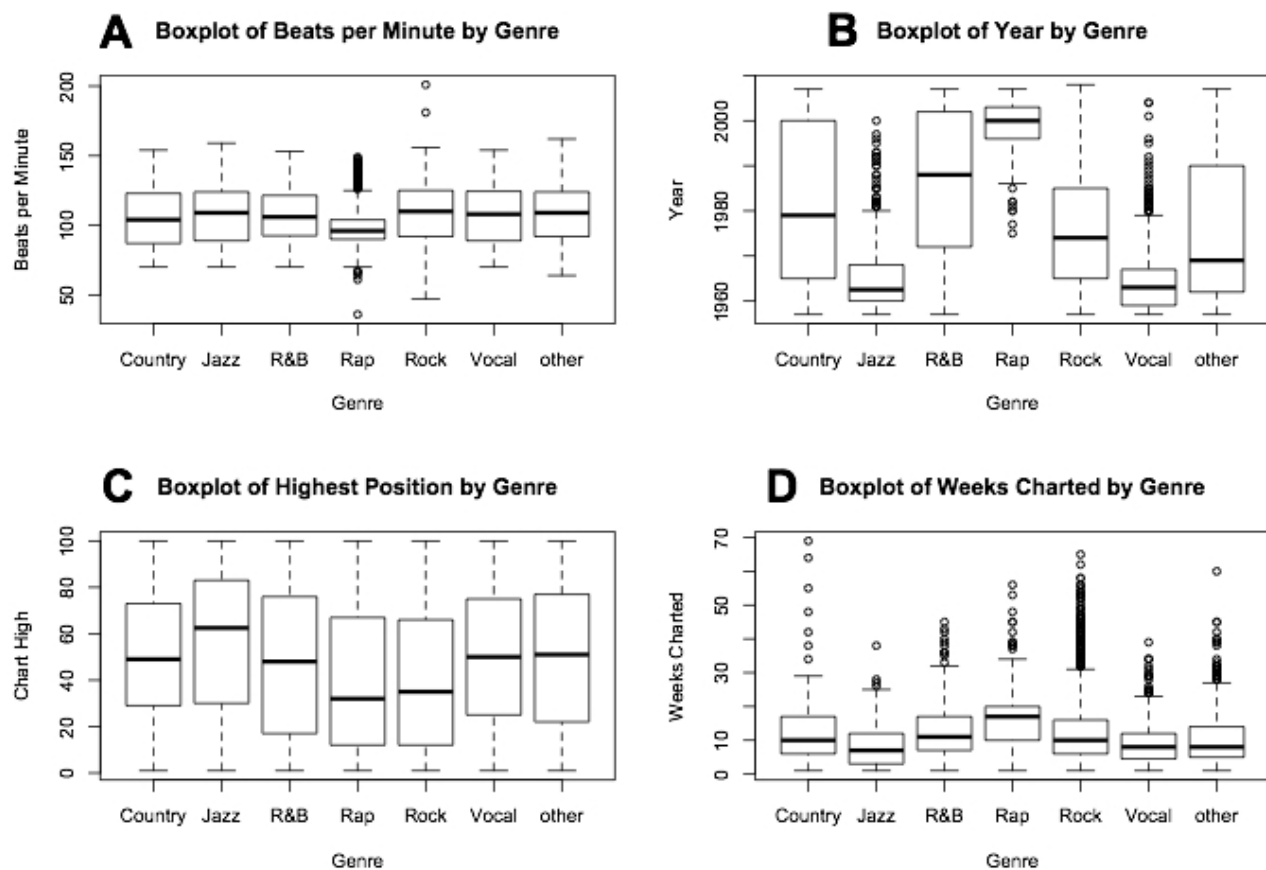 A Boxplot of Beats per Minute by Genre
Beats per Minute
200
150
100
50
Country Jazz R&B Rap Rock Vocal other
Genre
B Boxplot of Year by Genre
Year
2000
1980
1960
Country Jazz R&B Rap Rock Vocal other
Genre
C Boxplot of Highest Position by Genre
Chart High
100
80
60
40
20
0
Country Jazz R&B Rap Rock Vocal other
Genre
D Boxplot of Weeks Charted by Genre
Weeks Charted
70
50
30
10
0
Country Jazz R&B Rap Rock Vocal other
Genre